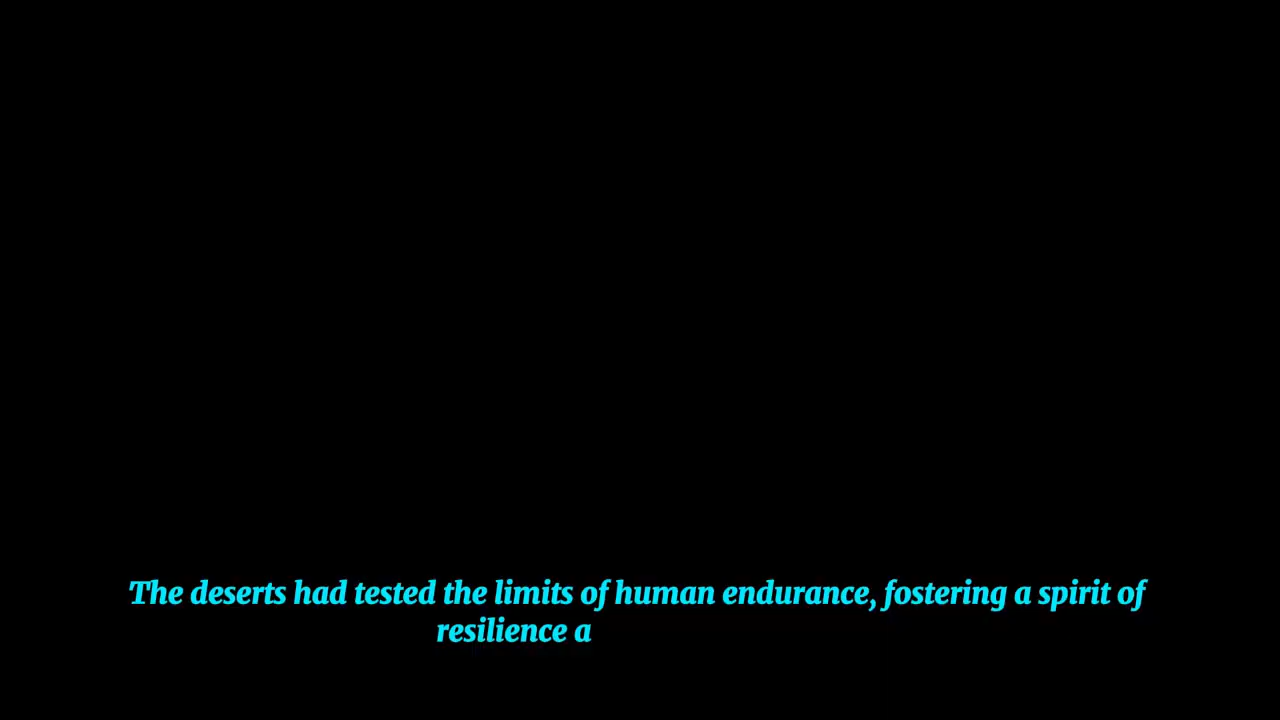 The deserts had tested the limits of human endurance, fostering a spirit of
resilience a